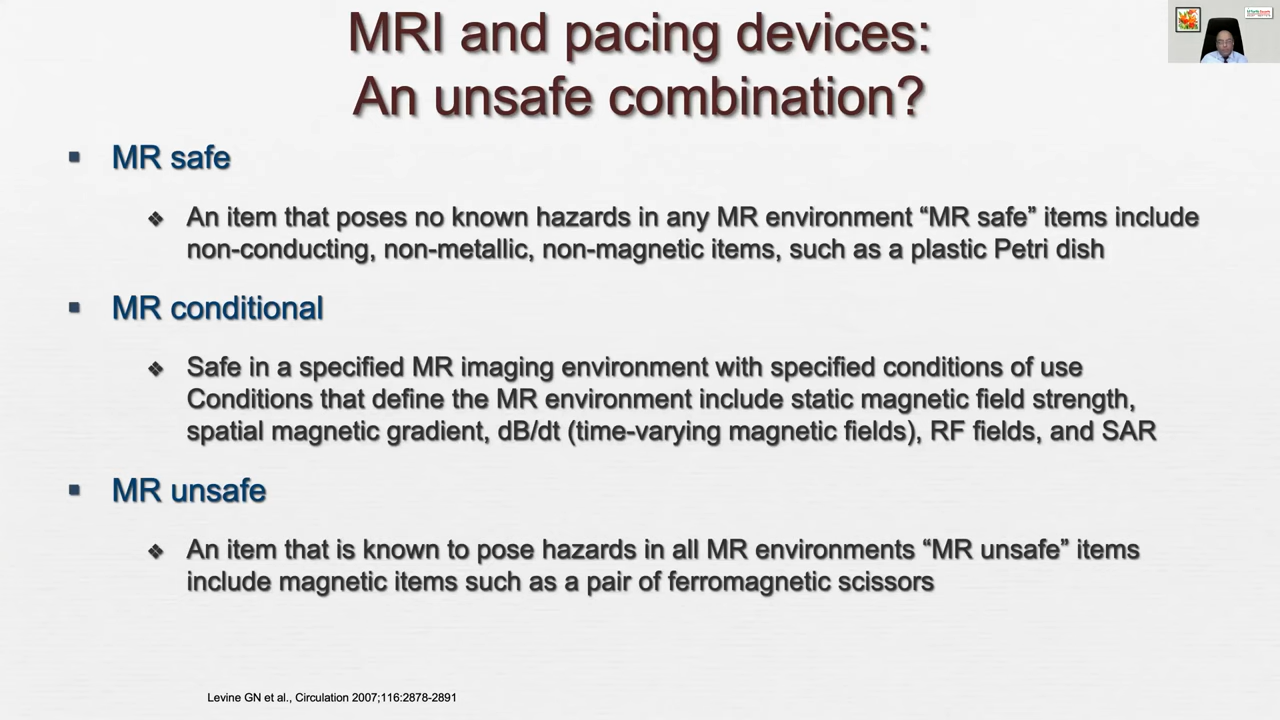 MRI and pacing devices:
An unsafe combination?
▪ MR safe
❖ An item that poses no known hazards in any MR environment “MR safe” items include
non-conducting, non-metallic, non-magnetic items, such as a plastic Petri dish
▪ MR conditional
❖ Safe in a specified MR imaging environment with specified conditions of use
Conditions that define the MR environment include static magnetic field strength,
spatial magnetic gradient, dB/dt (time-varying magnetic fields), RF fields, and SAR
▪ MR unsafe
❖ An item that is known to pose hazards in all MR environments “MR unsafe” items
include magnetic items such as a pair of ferromagnetic scissors
Levine GN et al., Circulation 2007;116:2878-2891